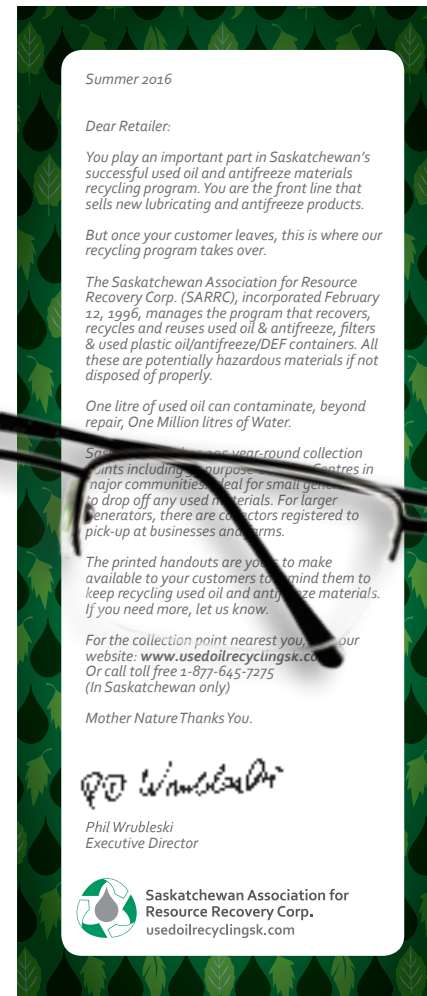 Summer 2016
Dear Retailer:
You play an important part in Saskatchewan's
successful used oil and antifreeze materials
recycling program. You are the front line that
sells new lubricating and antifreeze products.
But once your customer leaves, this is where our
recycling program takes over.
The Saskatchewan Association for Resource
Recovery Corp. (SARRC), incorporated February
12, 1996, manages the program that recovers,
recycles and reuses used oil & antifreeze, filters
& used plastic oil/antifreeze/DEF containers. All
these are potentially hazardous materials if not
disposed of properly.
One litre of used oil can contaminate, beyond
repair, One Million litres of Water.
year-round collection
points including in
major communities. Ideal for small
to drop off any used materials. For larger
generators, there are collectors registered to
pick-up at businesses and farms.
The printed handouts are yours to make
available to your customers to remind them to
keep recycling used oil and antifreeze materials.
If you need more, let us know.
For the collection point nearest you, our
website: www.usedoilrecyclingsk.com
Or call toll free 1-877-645-7275
(In Saskatchewan only)
Mother Nature Thanks You.
Phil Wrubleski
Executive Director
Saskatchewan Association for
Resource Recovery Corp.
usedoilrecyclingsk.com